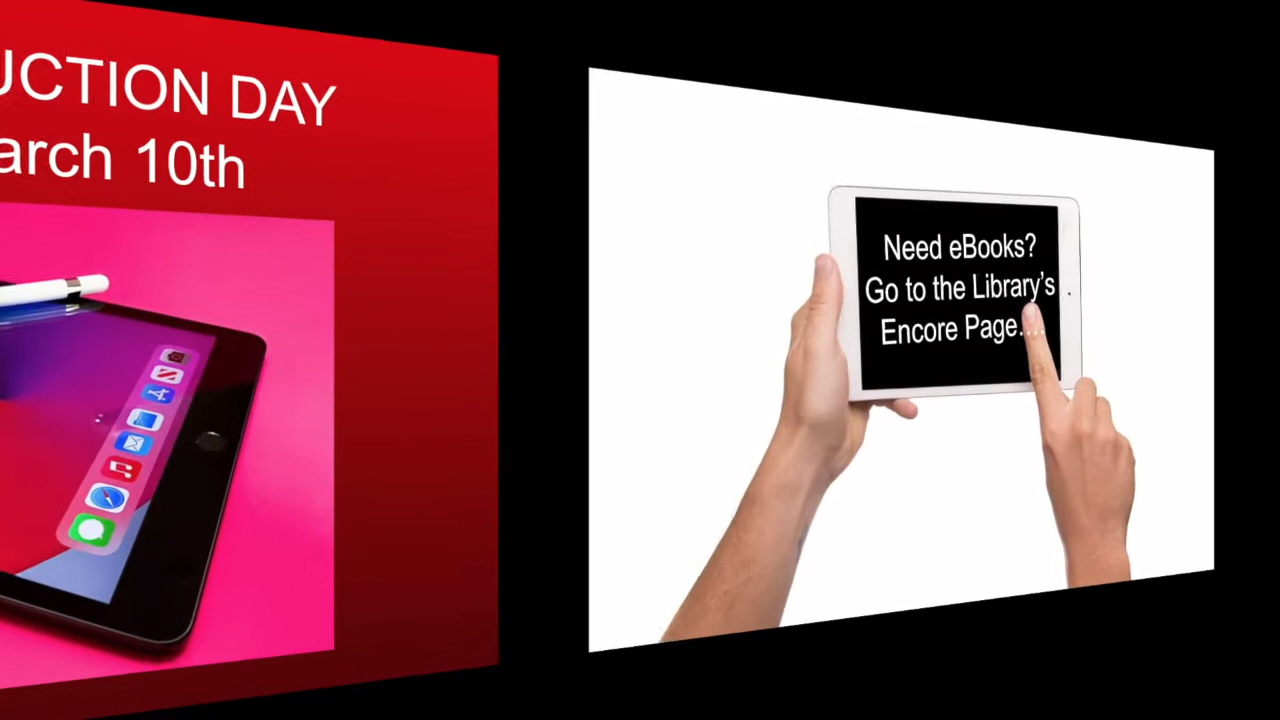 UCTION DAY
arch 10th
Need eBooks?
Go to the Library’s
Encore Page....